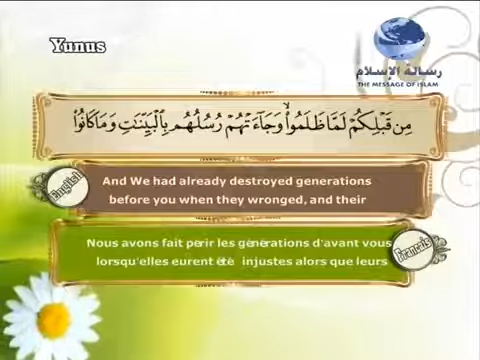 Yunus
رسالة الإسلام
THE MESSAGE OF ISLAM
مِن قَبْلِكُمْ لَمَّا ظَلَمُوا۟ ۙ وَجَآءَتْهُمْ رُسُلُهُم بِٱلْبَيِّنَٰتِ وَمَا كَانُوا۟
English
And We had already destroyed generations
before you when they wronged, and their
Français
Nous avons fait périr les générations d'avant vous
lorsqu'elles eurent été injustes alors que leurs